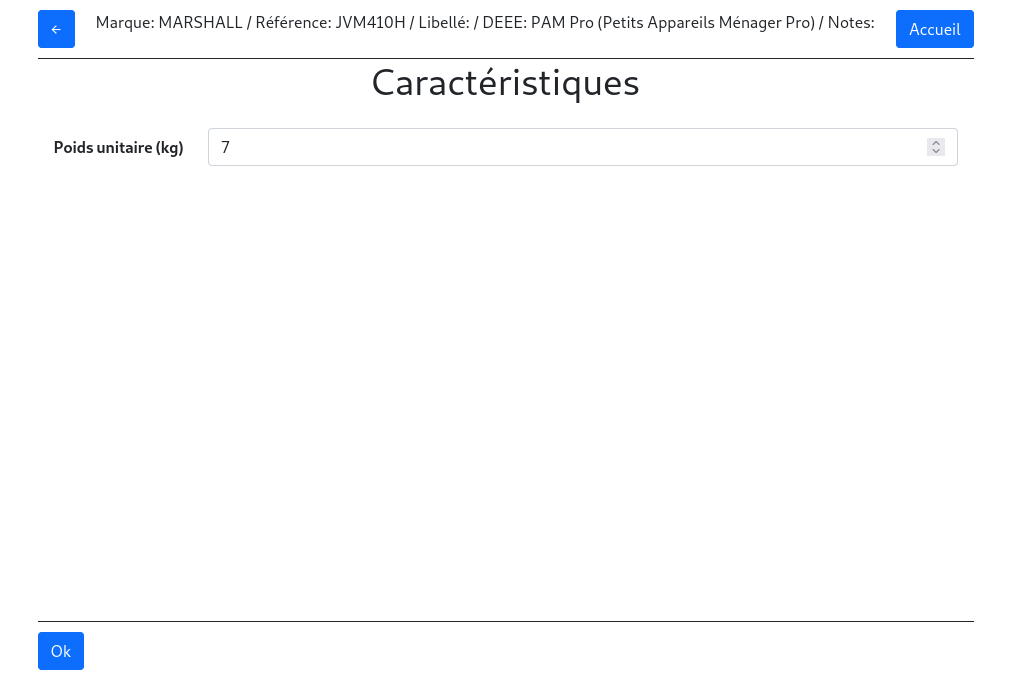 ←
Marque: MARSHALL / Référence: JVM410H / Libellé: / DEEE: PAM Pro (Petits Appareils Ménager Pro) / Notes:
Accueil
Caractéristiques
Poids unitaire (kg)
7
Ok